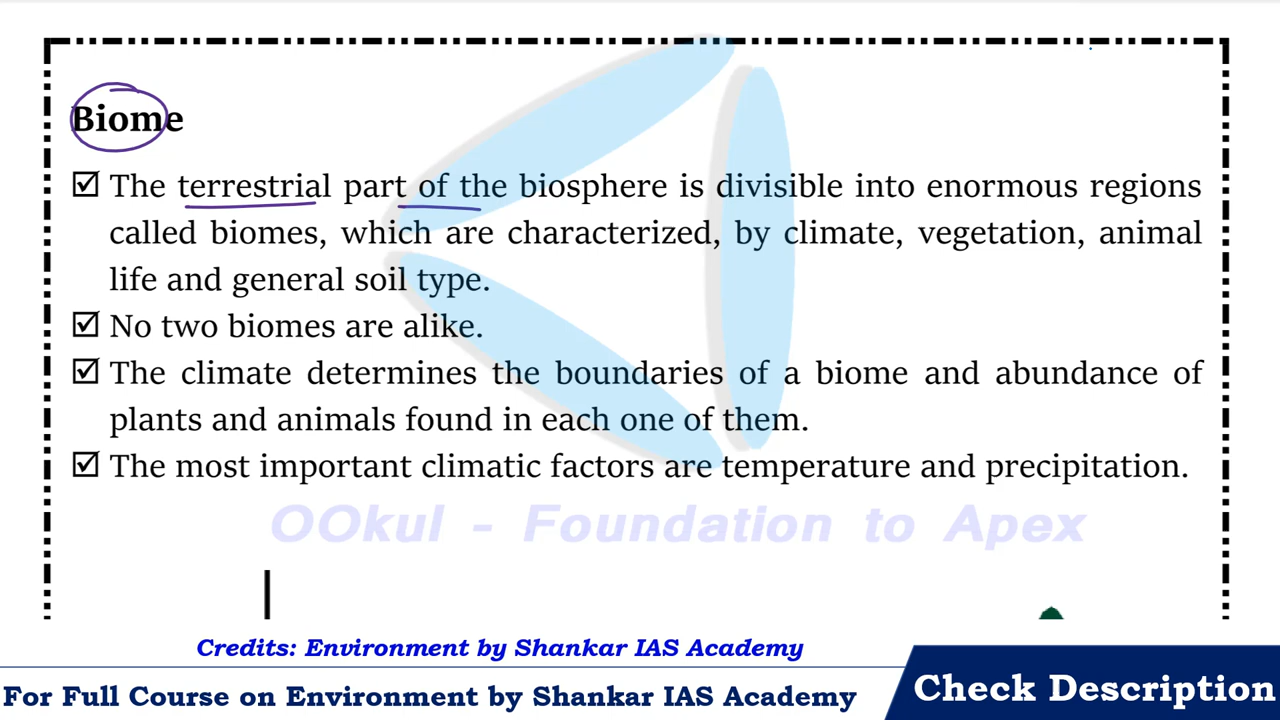 Biome
☑ The terrestrial part of the biosphere is divisible into enormous regions
called biomes, which are characterized, by climate, vegetation, animal
life and general soil type.
☑ No two biomes are alike.
☑ The climate determines the boundaries of a biome and abundance of
plants and animals found in each one of them.
☑ The most important climatic factors are temperature and precipitation.
OOkul - Foundation to Apex
Credits: Environment by Shankar IAS Academy
For Full Course on Environment by Shankar IAS Academy
Check Description